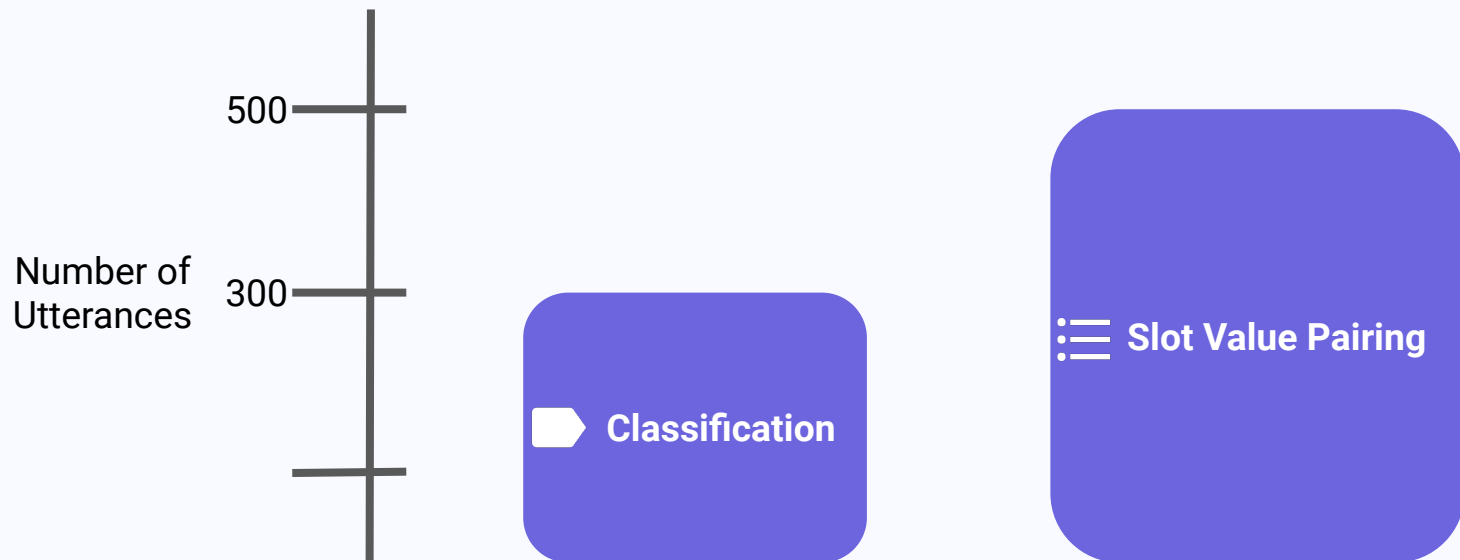 500
Number of
Utterances
300
Classification
Slot Value Pairing